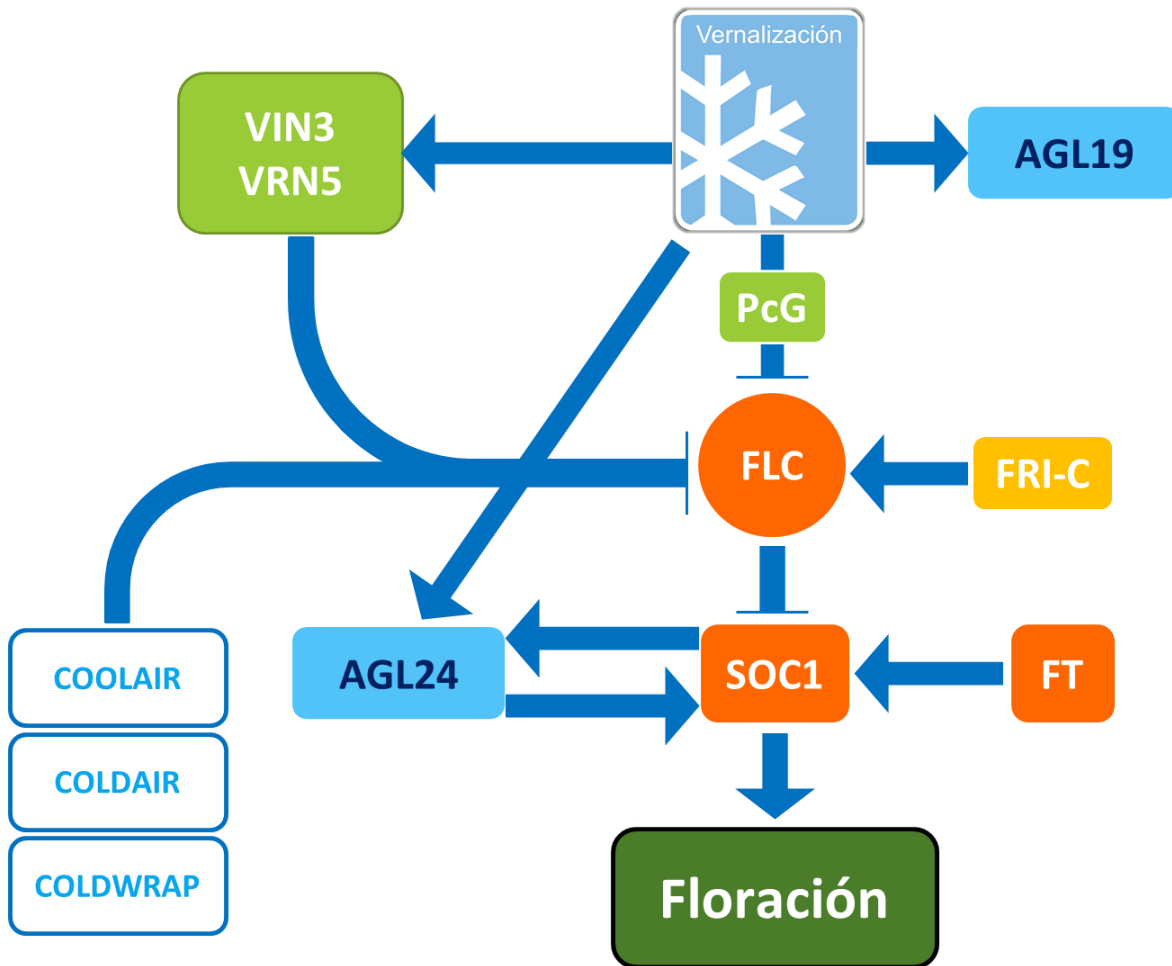 Vernalización
VIN3
VRN5
AGL19
PcG
FLC
FRI-C
COOLAIR
AGL24
SOC1
FT
COLDAIR
COLDWRAP
Floración